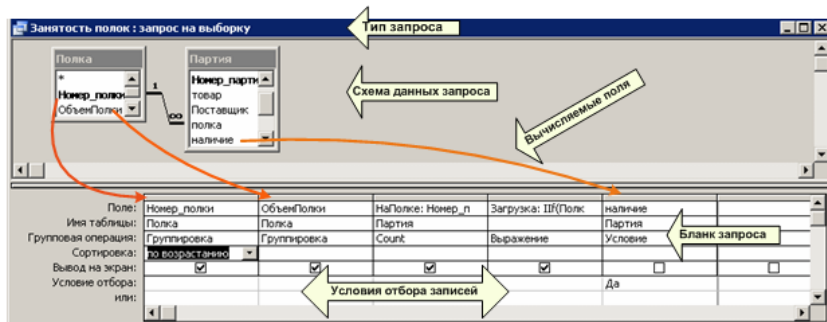 Занятость полок : запрос на выборку
Тип запроса
Полка
*
Номер_полки
ОбъемПолки
1
∞
Партия
Номер_парти
товар
Поставщик
полка
наличие
Схема данных запроса
Вычисляемые поля
Поле: Номер_полки ОбъемПолки НаПолке: Номер_п Загрузка: IIf(Полк наличие
Имя таблицы: Полка Полка Партия Партия
Групповая операция: Группировка Группировка Count Выражение Условие
Бланк запроса
Сортировка: по возрастанию
Вывод на экран:
Условие отбора: Да
Условия отбора записей
или: